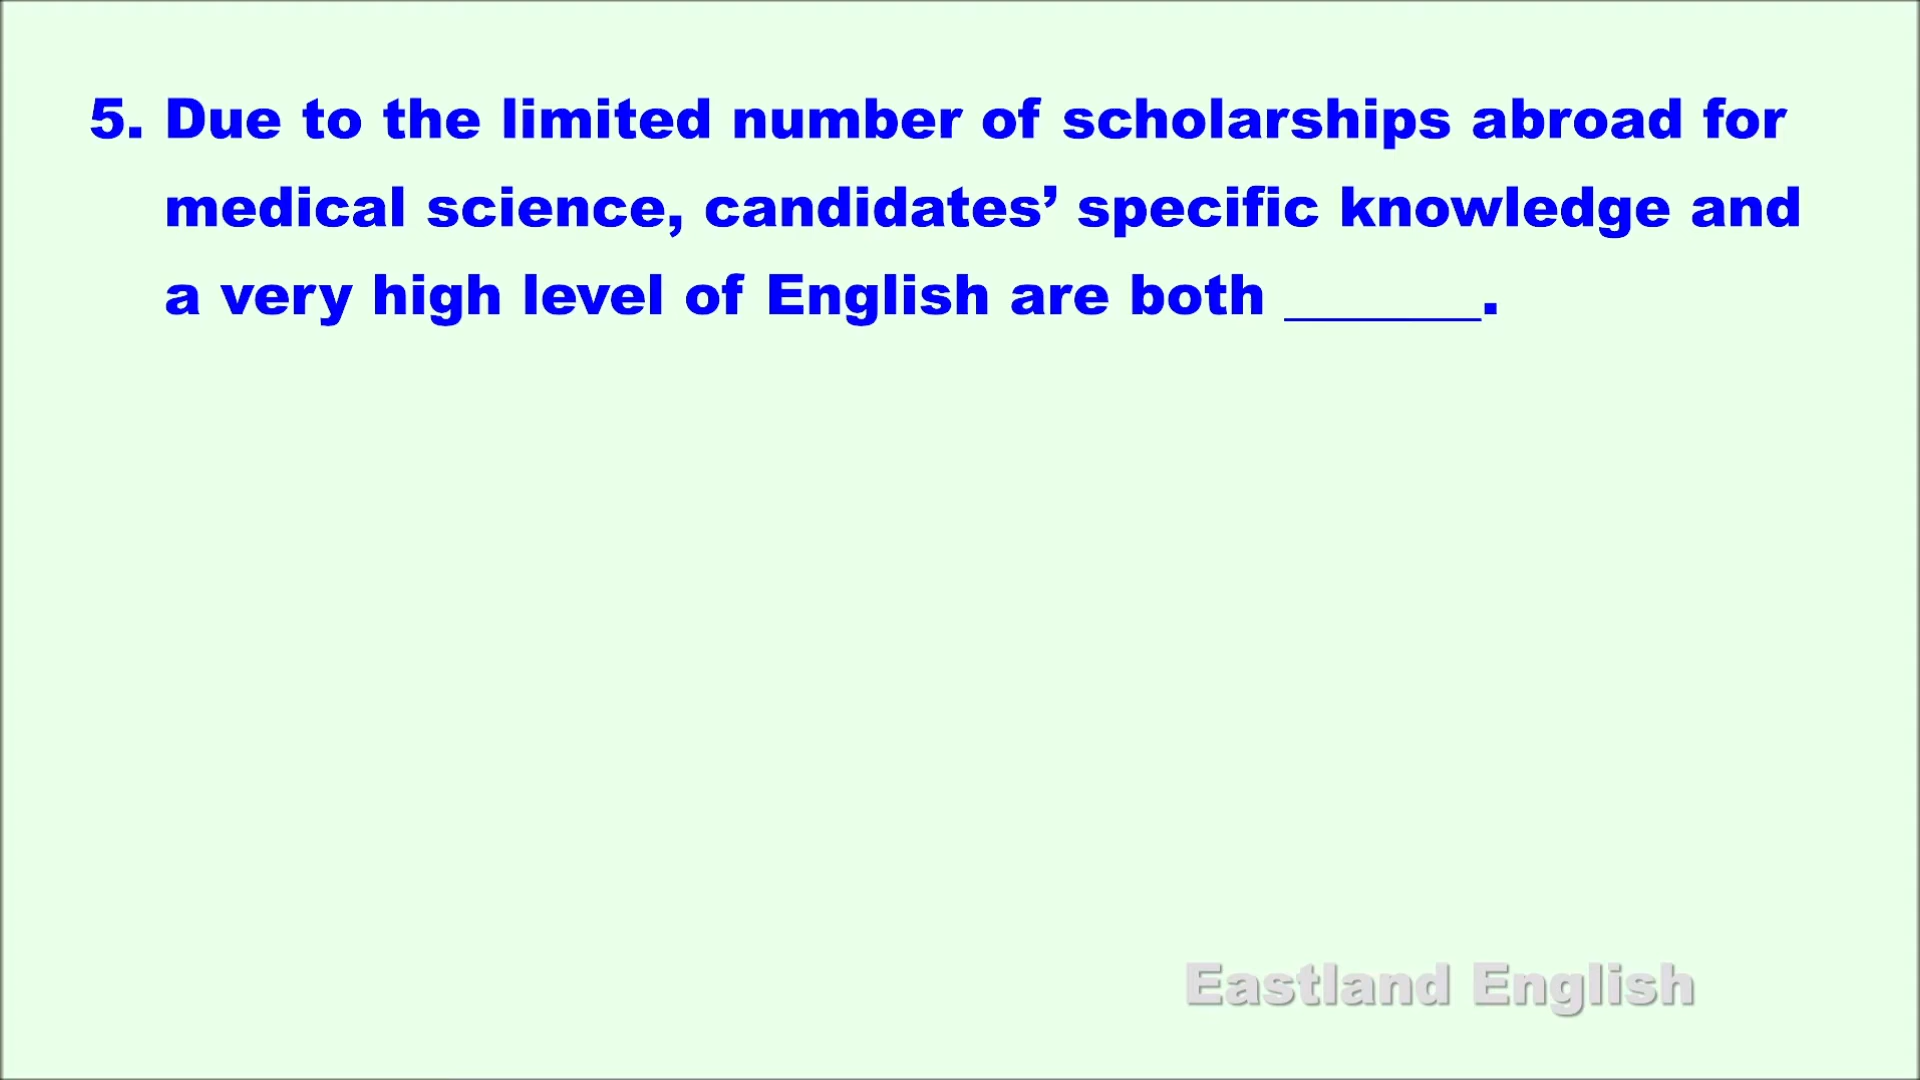 5. Due to the limited number of scholarships abroad for
medical science, candidates’ specific knowledge and
a very high level of English are both _______.
Eastland English